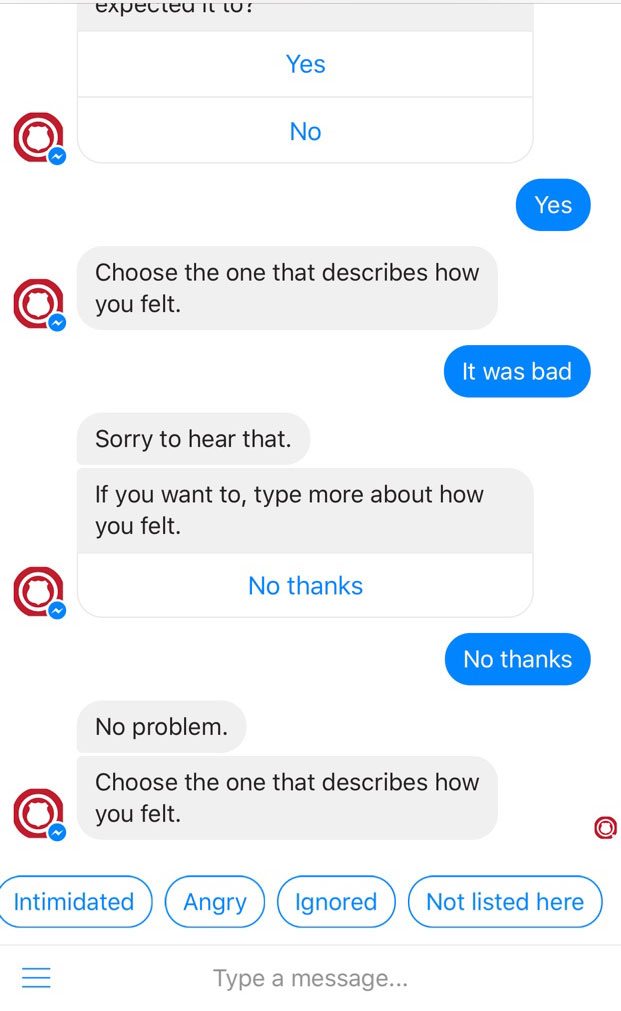 expected it to?
Yes
No
Yes
Choose the one that describes how
you felt.
It was bad
Sorry to hear that.
If you want to, type more about how
you felt.
No thanks
No thanks
No problem.
Choose the one that describes how
you felt.
Intimidated
Angry
Ignored
Not listed here
Type a message...